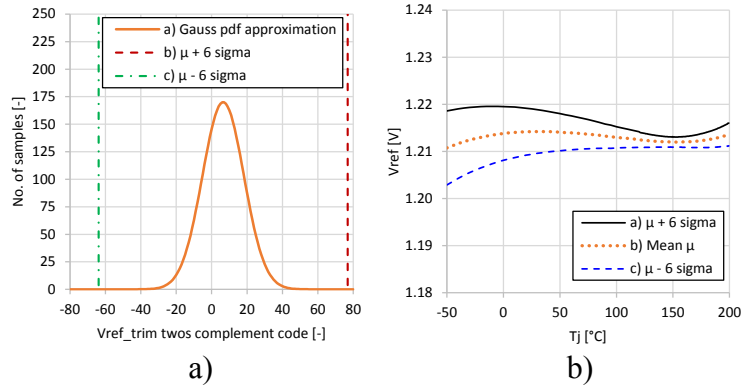 250
225
200
175
150
125
100
75
50
25
0
No. of samples [-]
a) Gauss pdf approximation
b) µ + 6 sigma
c) µ - 6 sigma
-80 -60 -40 -20 0 20 40 60 80
Vref_trim twos complement code [-]
a)
1.24
1.23
1.22
1.21
1.20
1.19
1.18
Vref [V]
a) µ + 6 sigma
b) Mean µ
c) µ - 6 sigma
-50 0 50 100 150 200
Tj [°C]
b)